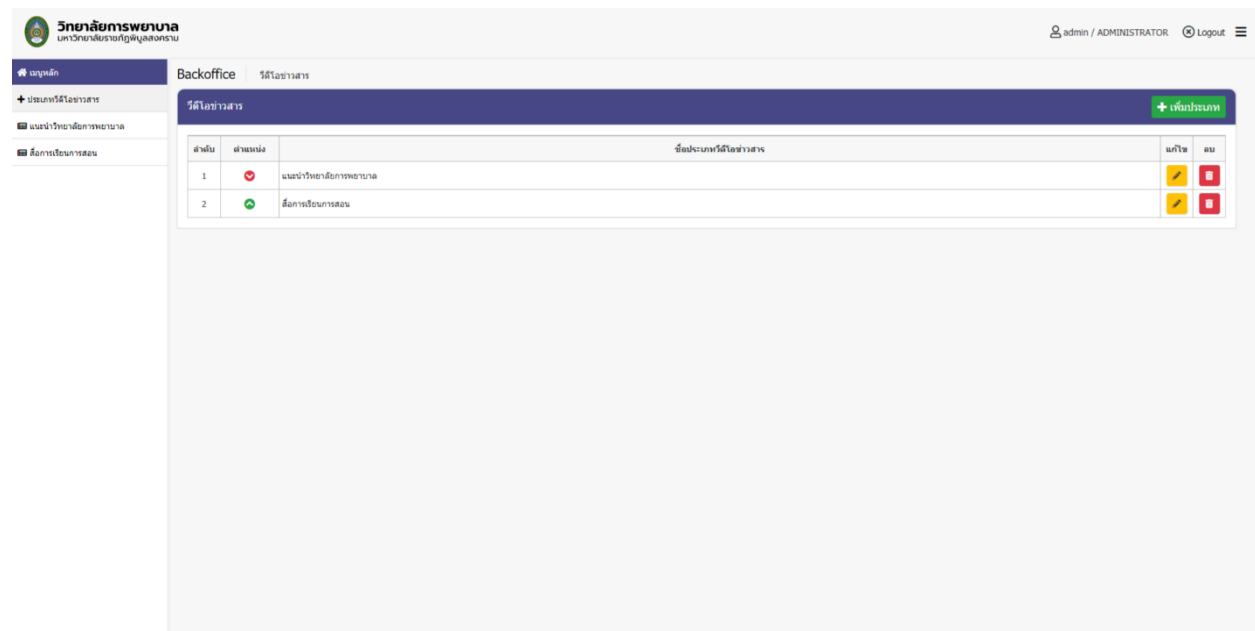 วิทยาลัยการพยาบาล
มหาวิทยาลัยราชภัฏพิบูลสงคราม
admin / ADMINISTRATOR Logout
เมนูหลัก
ประเภทวีดีโอข่าวสาร
แนะนำวิทยาลัยการพยาบาล
สื่อการเรียนการสอน
Backoffice วีดีโอข่าวสาร
วีดีโอข่าวสาร เพิ่มประเภท
ลำดับ ตำแหน่ง ชื่อประเภทวีดีโอข่าวสาร แก้ไข ลบ
1 แนะนำวิทยาลัยการพยาบาล
2 สื่อการเรียนการสอน